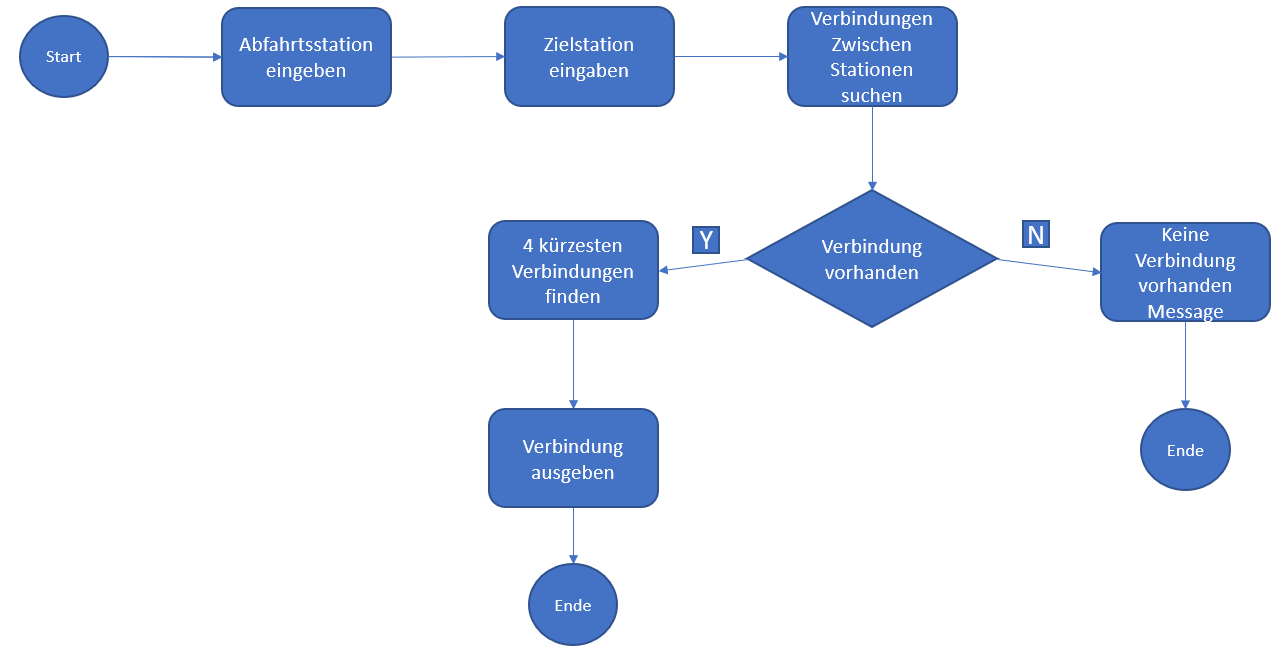 Start
Abfahrtsstation
eingeben
Zielstation
eingaben
Verbindungen
Zwischen
Stationen
suchen
Verbindung
vorhanden
Y
N
4 kürzesten
Verbindungen
finden
Keine
Verbindung
vorhanden
Message
Verbindung
ausgeben
Ende
Ende